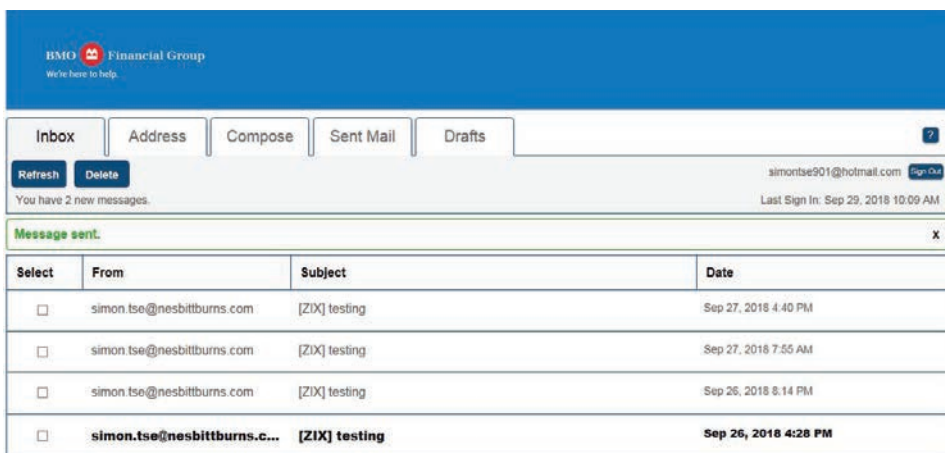 BMO Financial Group
We're here to help.
Inbox Address Compose Sent Mail Drafts ?
Refresh Delete simontse901@hotmail.com Sign Out
You have 2 new messages. Last Sign In: Sep 29, 2018 10:09 AM
Message sent. x
Select From Subject Date
simon.tse@nesbittburns.com [ZIX] testing Sep 27, 2018 4:40 PM
simon.tse@nesbittburns.com [ZIX] testing Sep 27, 2018 7:55 AM
simon.tse@nesbittburns.com [ZIX] testing Sep 26, 2018 8:14 PM
simon.tse@nesbittburns.c... [ZIX] testing Sep 26, 2018 4:28 PM